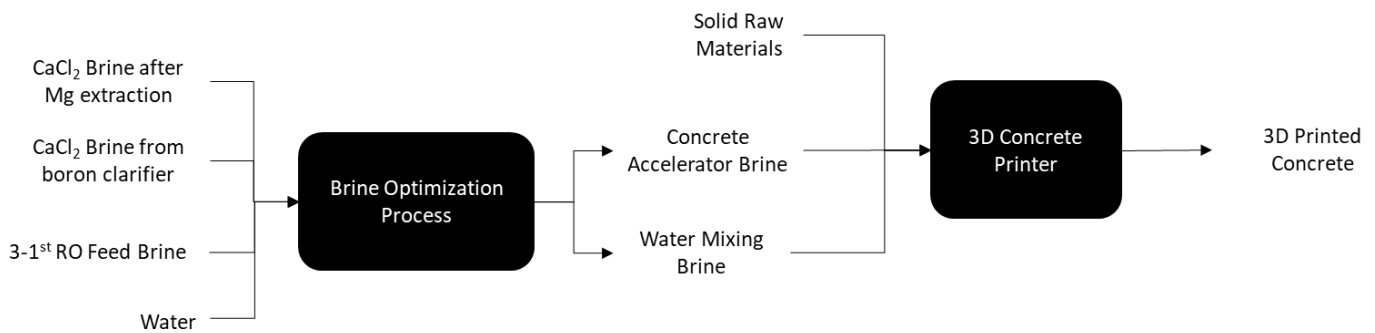 CaCl₂ Brine after
Mg extraction
CaCl₂ Brine from
boron clarifier
3-1ˢᵗ RO Feed Brine
Water
Brine Optimization
Process
Solid Raw
Materials
Concrete
Accelerator Brine
Water Mixing
Brine
3D Concrete
Printer
3D Printed
Concrete